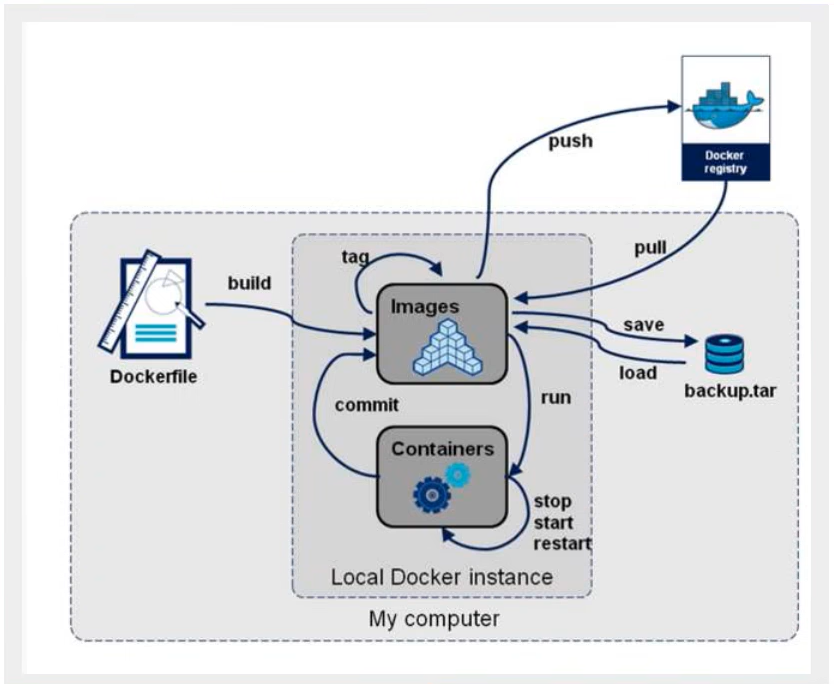 push
Docker
registry
pull
tag
build
Images
save
load
Dockerfile
backup.tar
commit
run
Containers
stop
start
restart
Local Docker instance
My computer